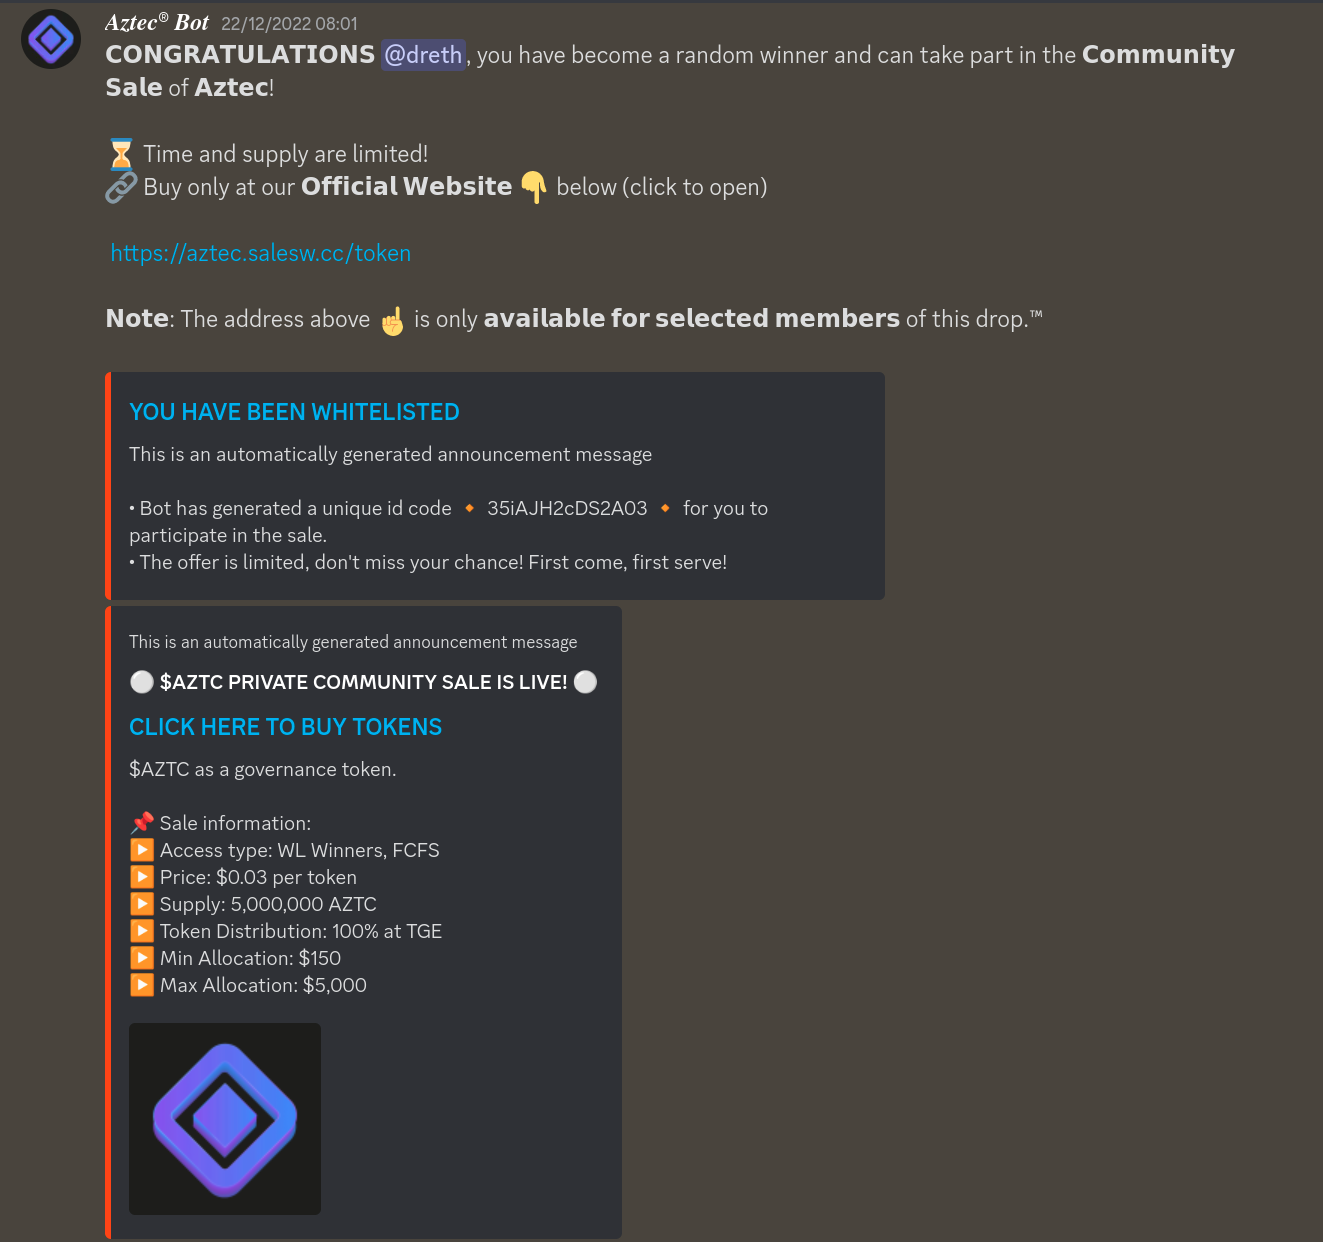 Aztec® Bot 22/12/2022 08:01
CONGRATULATIONS @dreth, you have become a random winner and can take part in the Community
Sale of Aztec!
⏳ Time and supply are limited!
🔗 Buy only at our Official Website 👇 below (click to open)
https://aztec.salesw.cc/token
Note: The address above ☝️ is only available for selected members of this drop.™
YOU HAVE BEEN WHITELISTED
This is an automatically generated announcement message
• Bot has generated a unique id code 🔸 35iAJH2cDS2A03 🔸 for you to
participate in the sale.
• The offer is limited, don't miss your chance! First come, first serve!
This is an automatically generated announcement message
⚪ $AZTC PRIVATE COMMUNITY SALE IS LIVE! ⚪
CLICK HERE TO BUY TOKENS
$AZTC as a governance token.
📌 Sale information:
▶️ Access type: WL Winners, FCFS
▶️ Price: $0.03 per token
▶️ Supply: 5,000,000 AZTC
▶️ Token Distribution: 100% at TGE
▶️ Min Allocation: $150
▶️ Max Allocation: $5,000